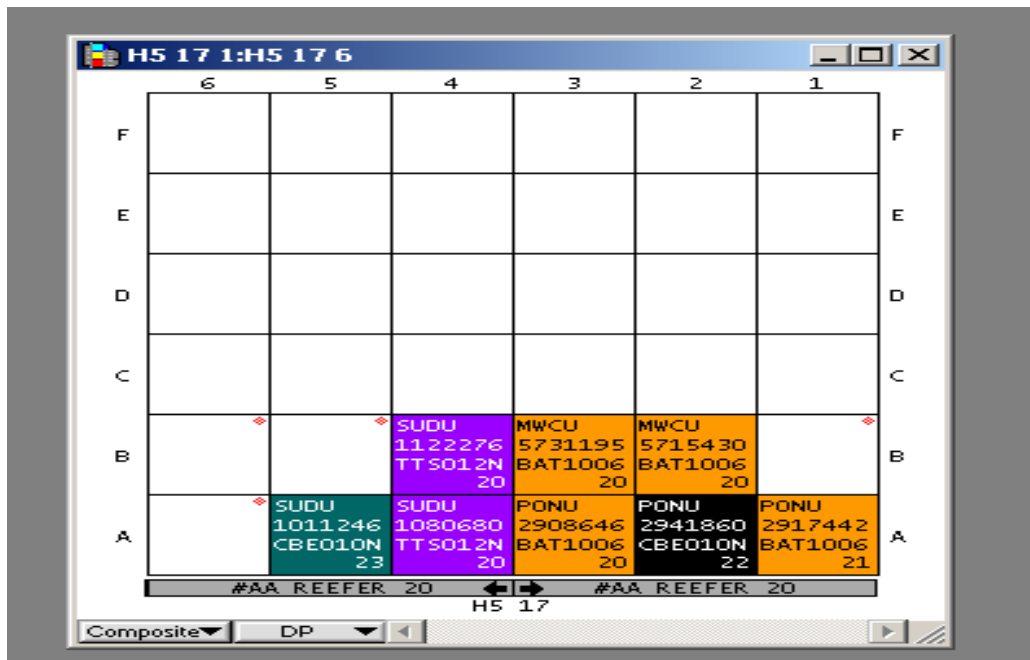 H5 17 1:H5 17 6
6 5 4 3 2 1
F F
E E
D D
C C
B B
SUDU
1122276
TTS012N
20
MWCU
5731195
BAT1006
20
MWCU
5715430
BAT1006
20
A A
SUDU
1011246
CBE010N
23
SUDU
1080680
TTS012N
20
PONU
2908646
BAT1006
20
PONU
2941860
CBE010N
22
PONU
2917442
BAT1006
21
#AA REEFER 20 #AA REEFER 20
H5 17
Composite DP